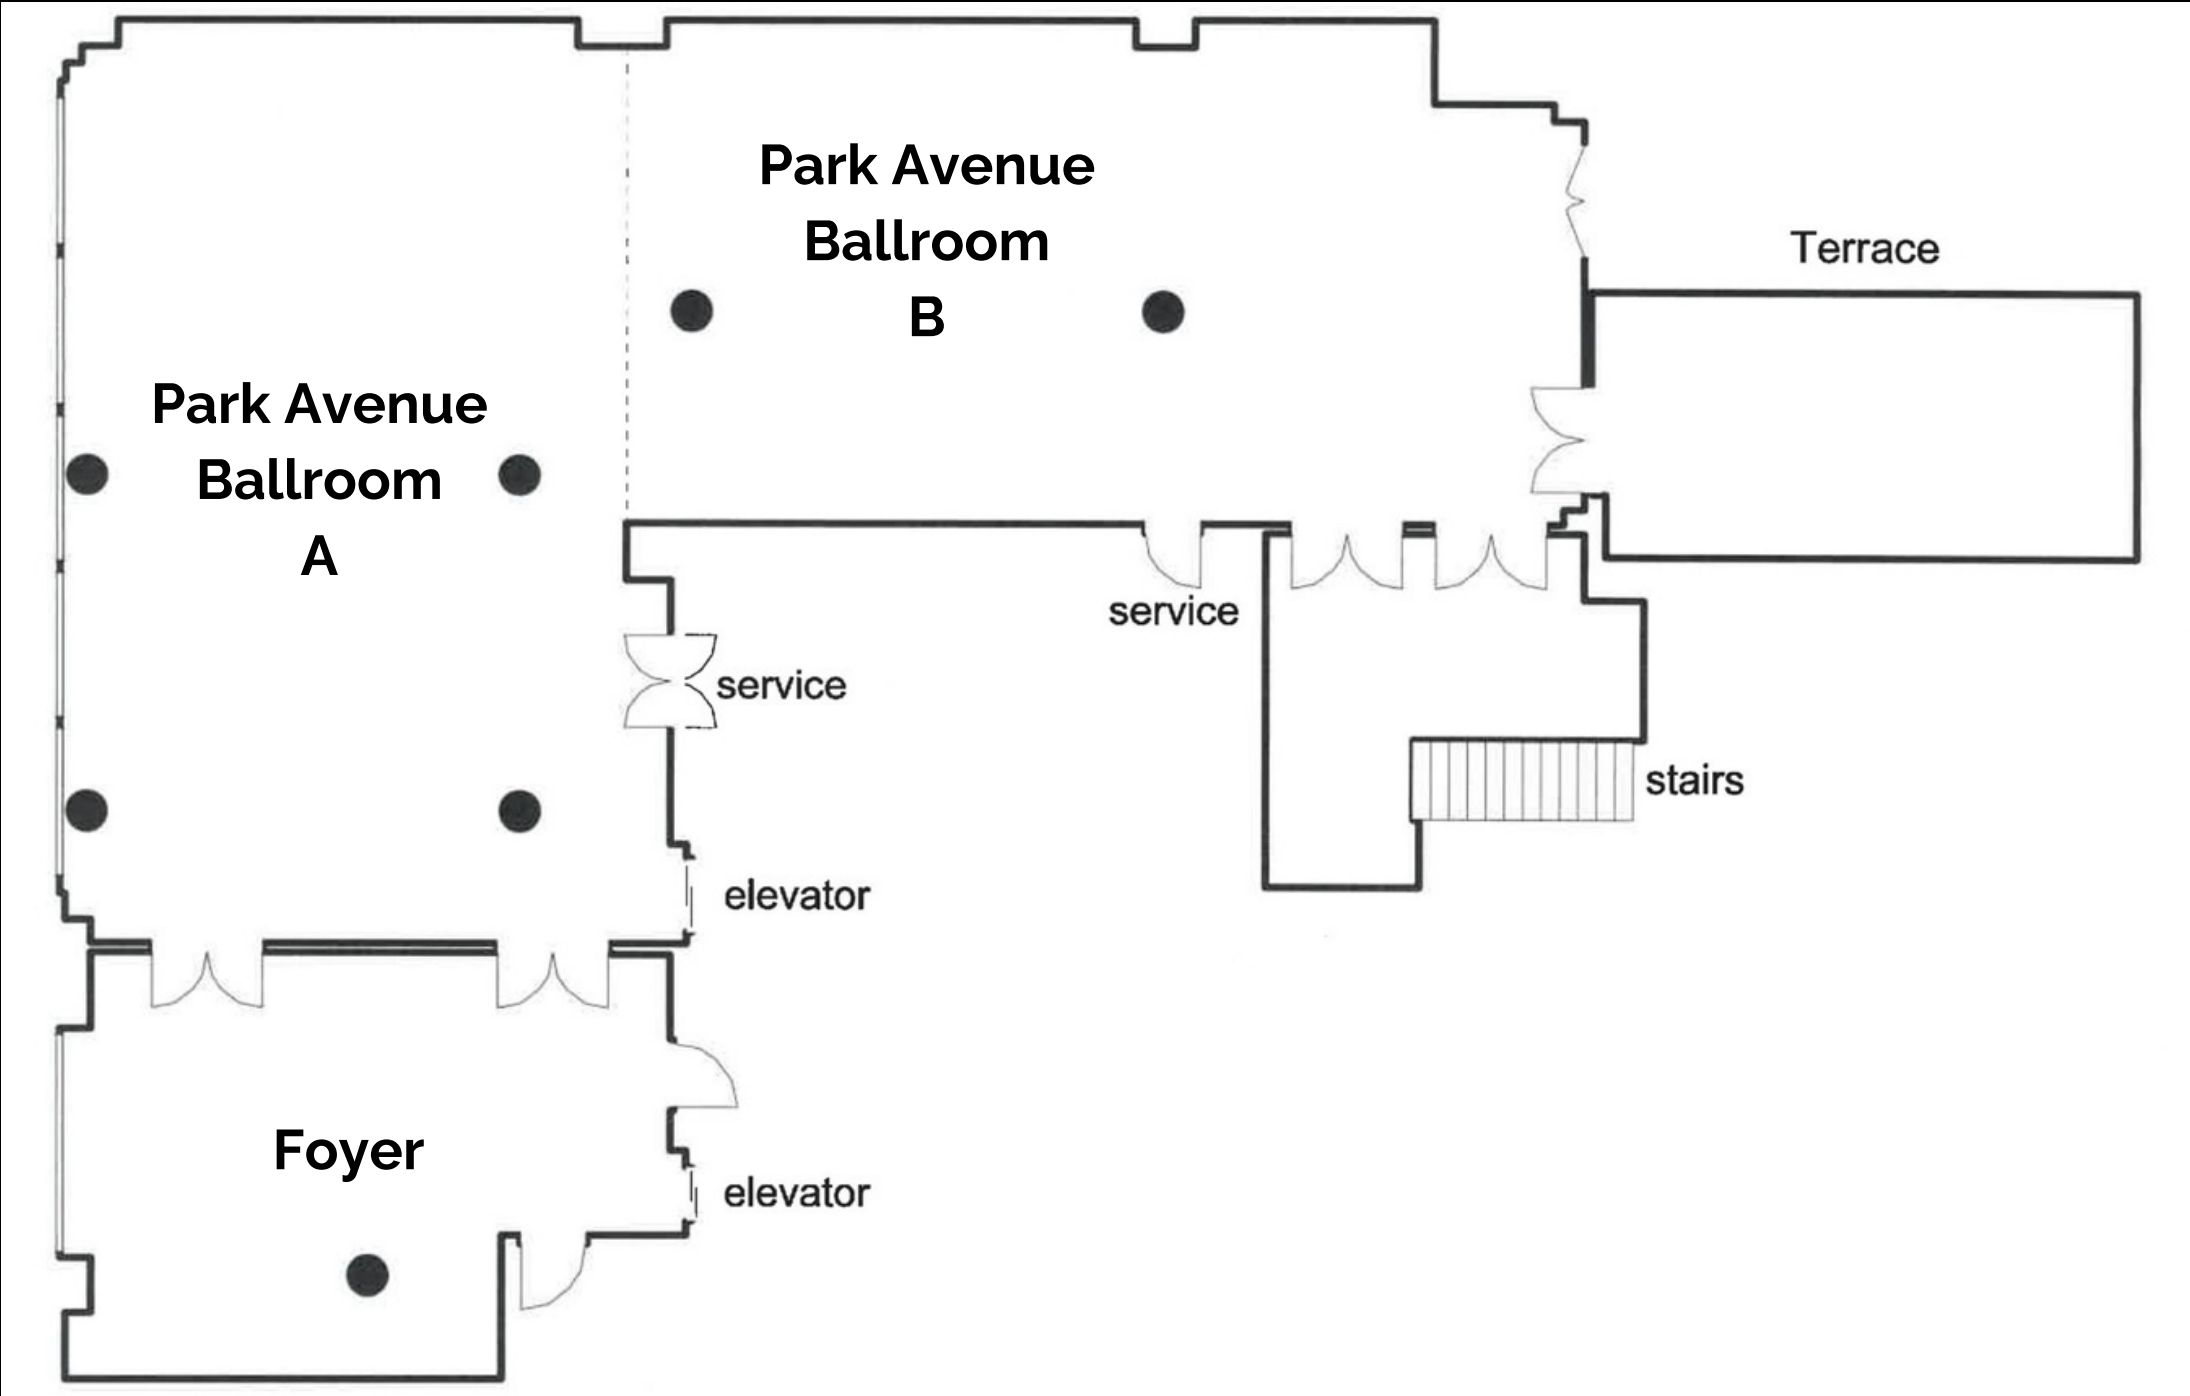 Park Avenue
Ballroom
B
Terrace
Park Avenue
Ballroom
A
service
service
stairs
elevator
Foyer
elevator